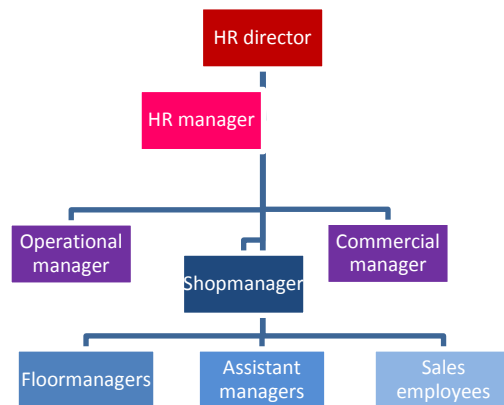 HR director
HR manager
Operational
manager
Commercial
manager
Shopmanager
Floormanagers
Assistant
managers
Sales
employees